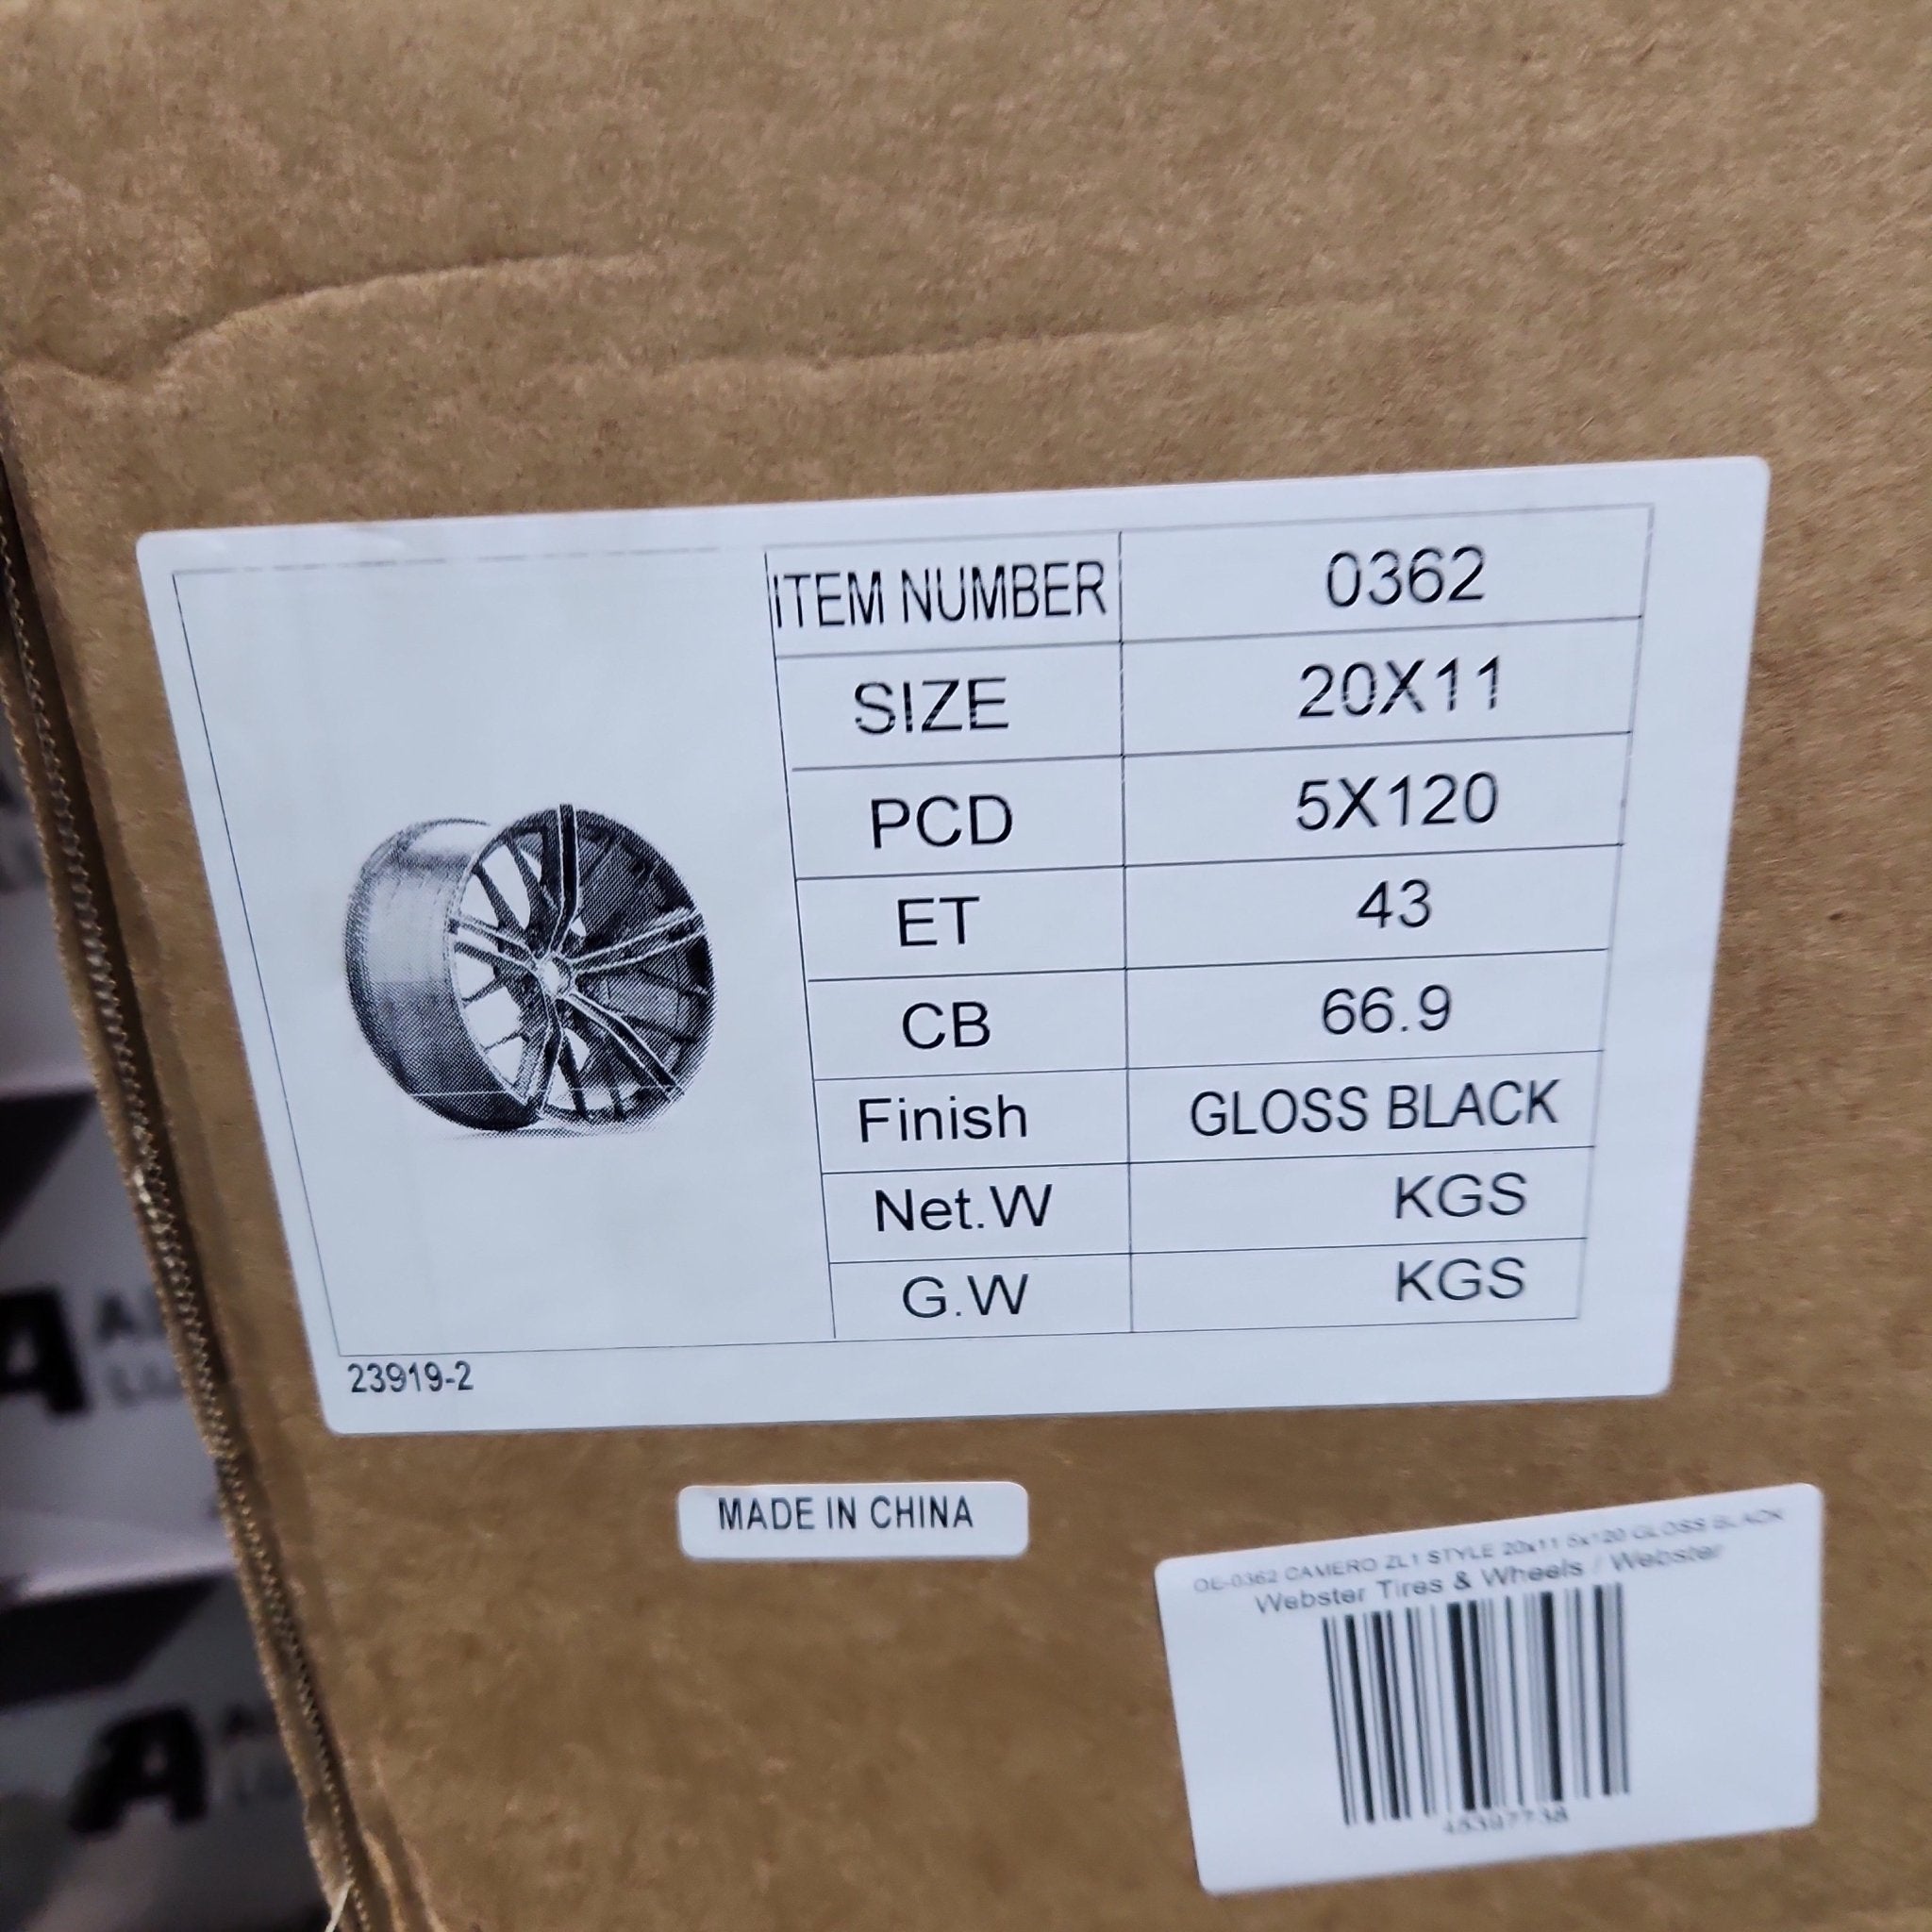 ITEM NUMBER 0362
SIZE 20X11
PCD 5X120
ET 43
CB 66.9
Finish GLOSS BLACK
Net.W KGS
G.W KGS
23919-2
MADE IN CHINA
OE-0362 CAMERO ZL1 STYLE 20x11 5x120 GLOSS BLACK
Webster Tires & Wheels / Webster
A
A